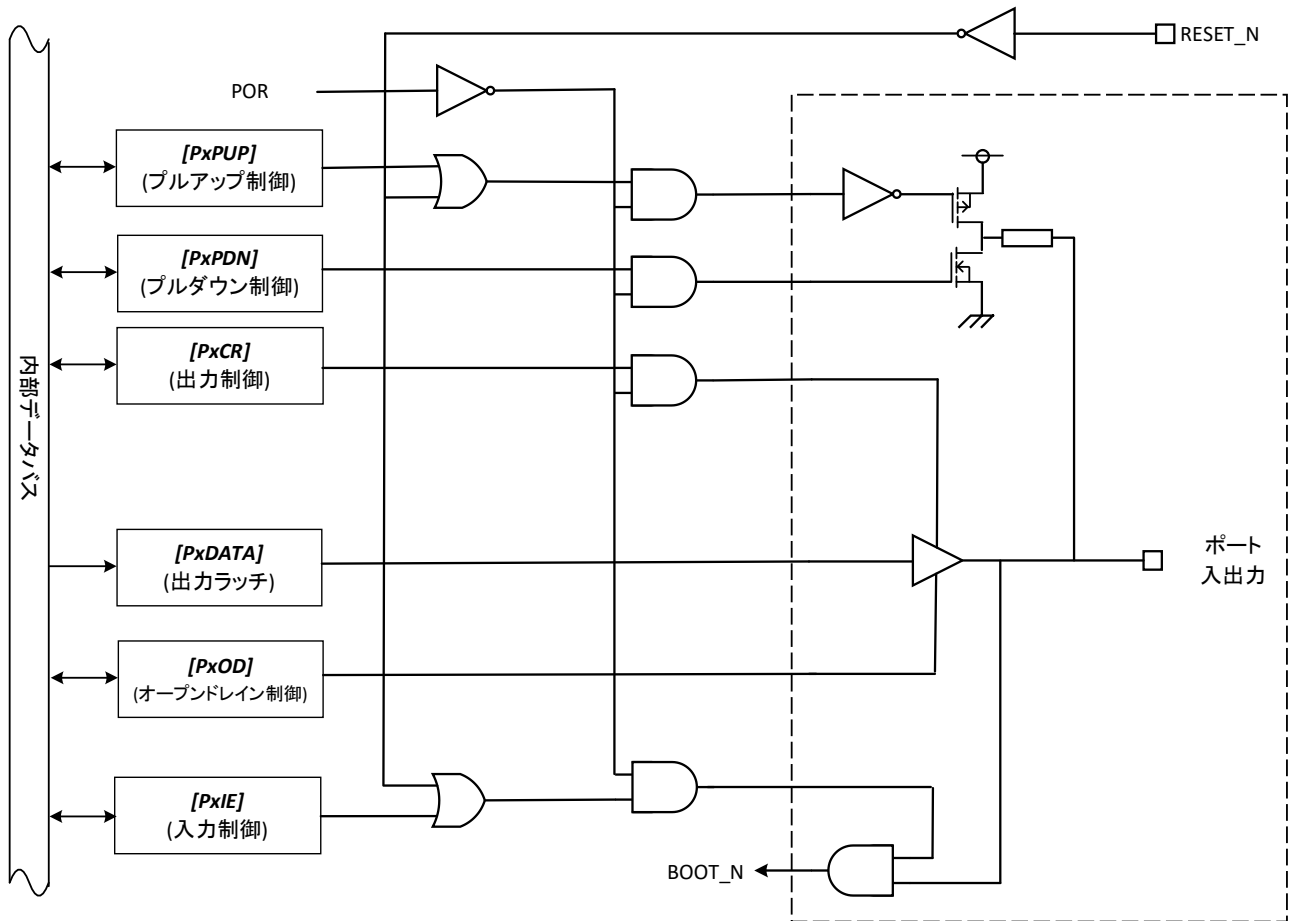 RESET_N
POR
[PxPUP]
(プルアップ制御)
[PxPDN]
(プルダウン制御)
[PxCR]
(出力制御)
内部データバス
[PxDATA]
(出力ラッチ)
ポート
入出力
[PxOD]
(オープンドレイン制御)
[PxIE]
(入力制御)
BOOT_N